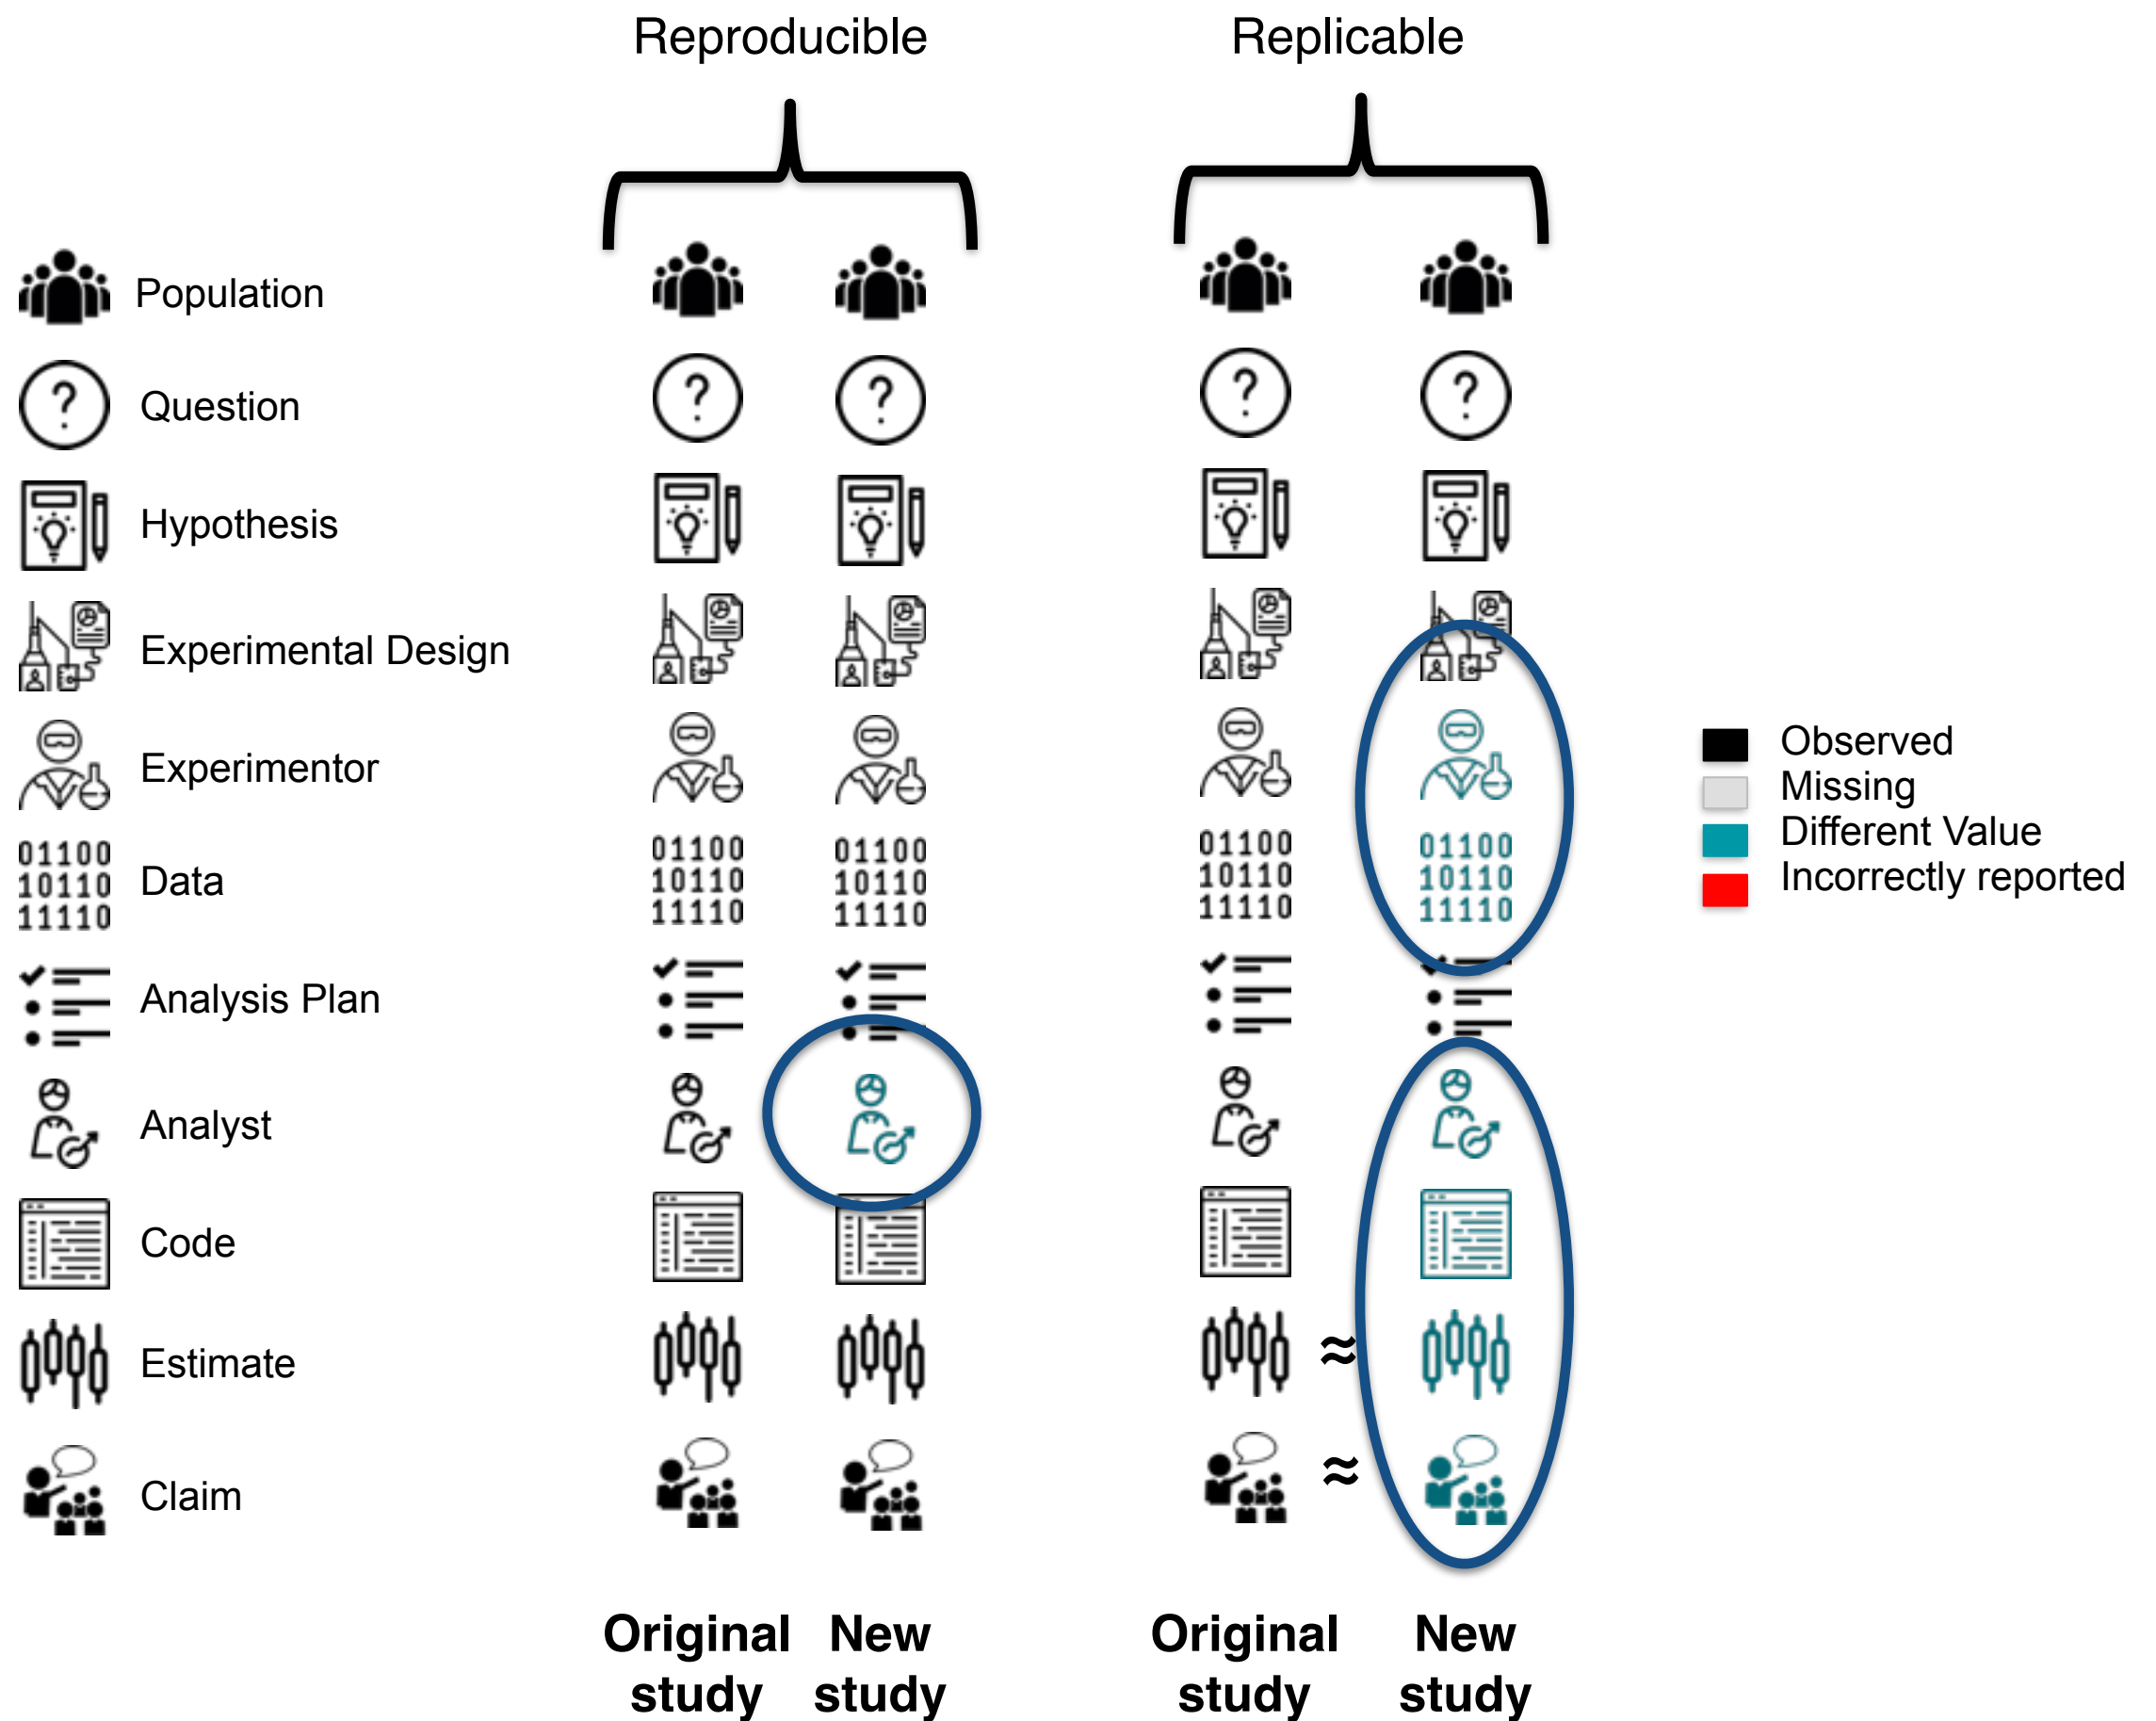 Reproducible
Replicable
Population
Question
Hypothesis
Experimental Design
Experimentor
Data
Analysis Plan
Analyst
Code
Estimate
Claim
?
?
?
?
?
01100
10110
11110
01100
10110
11110
01100
10110
11110
01100
10110
11110
01100
10110
11110
≈
≈
Observed
Missing
Different Value
Incorrectly reported
Original
study
New
study
Original
study
New
study